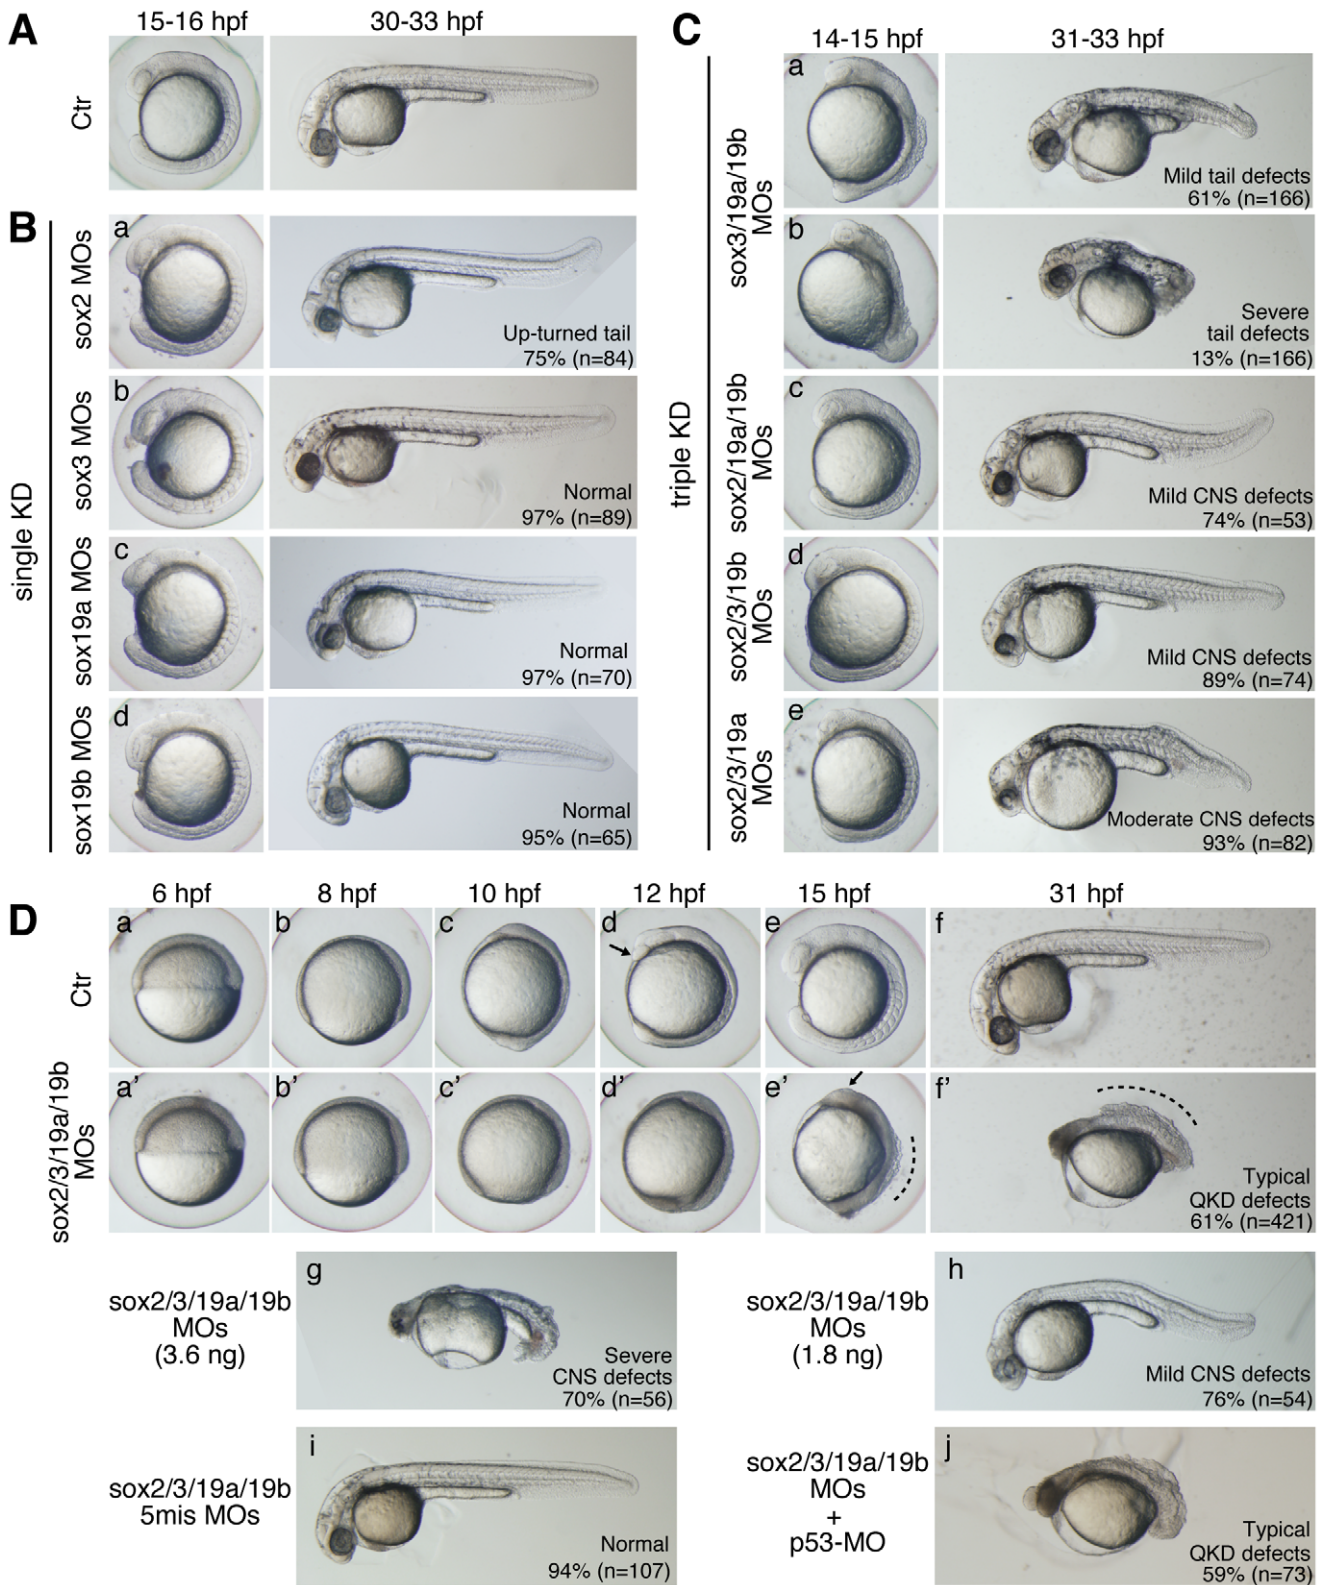 A
15-16 hpf
30-33 hpf
Ctr
B
single KD
sox2 MOs
a
Up-turned tail
75% (n=84)
sox3 MOs
b
Normal
97% (n=89)
sox19a MOs
c
Normal
97% (n=70)
sox19b MOs
d
Normal
95% (n=65)
C
14-15 hpf
31-33 hpf
triple KD
sox3/19a/19b
MOs
a
Mild tail defects
61% (n=166)
b
Severe
tail defects
13% (n=166)
sox2/19a/19b
MOs
c
Mild CNS defects
74% (n=53)
sox2/3/19b
MOs
d
Mild CNS defects
89% (n=74)
sox2/3/19a
MOs
e
Moderate CNS defects
93% (n=82)
D
6 hpf
8 hpf
10 hpf
12 hpf
15 hpf
31 hpf
Ctr
a
b
c
d
e
f
sox2/3/19a/19b
MOs
a'
b'
c'
d'
e'
f'
Typical
QKD defects
61% (n=421)
sox2/3/19a/19b
MOs
(3.6 ng)
g
Severe
CNS defects
70% (n=56)
sox2/3/19a/19b
MOs
(1.8 ng)
h
Mild CNS defects
76% (n=54)
sox2/3/19a/19b
5mis MOs
i
Normal
94% (n=107)
sox2/3/19a/19b
MOs
+
p53-MO
j
Typical
QKD defects
59% (n=73)